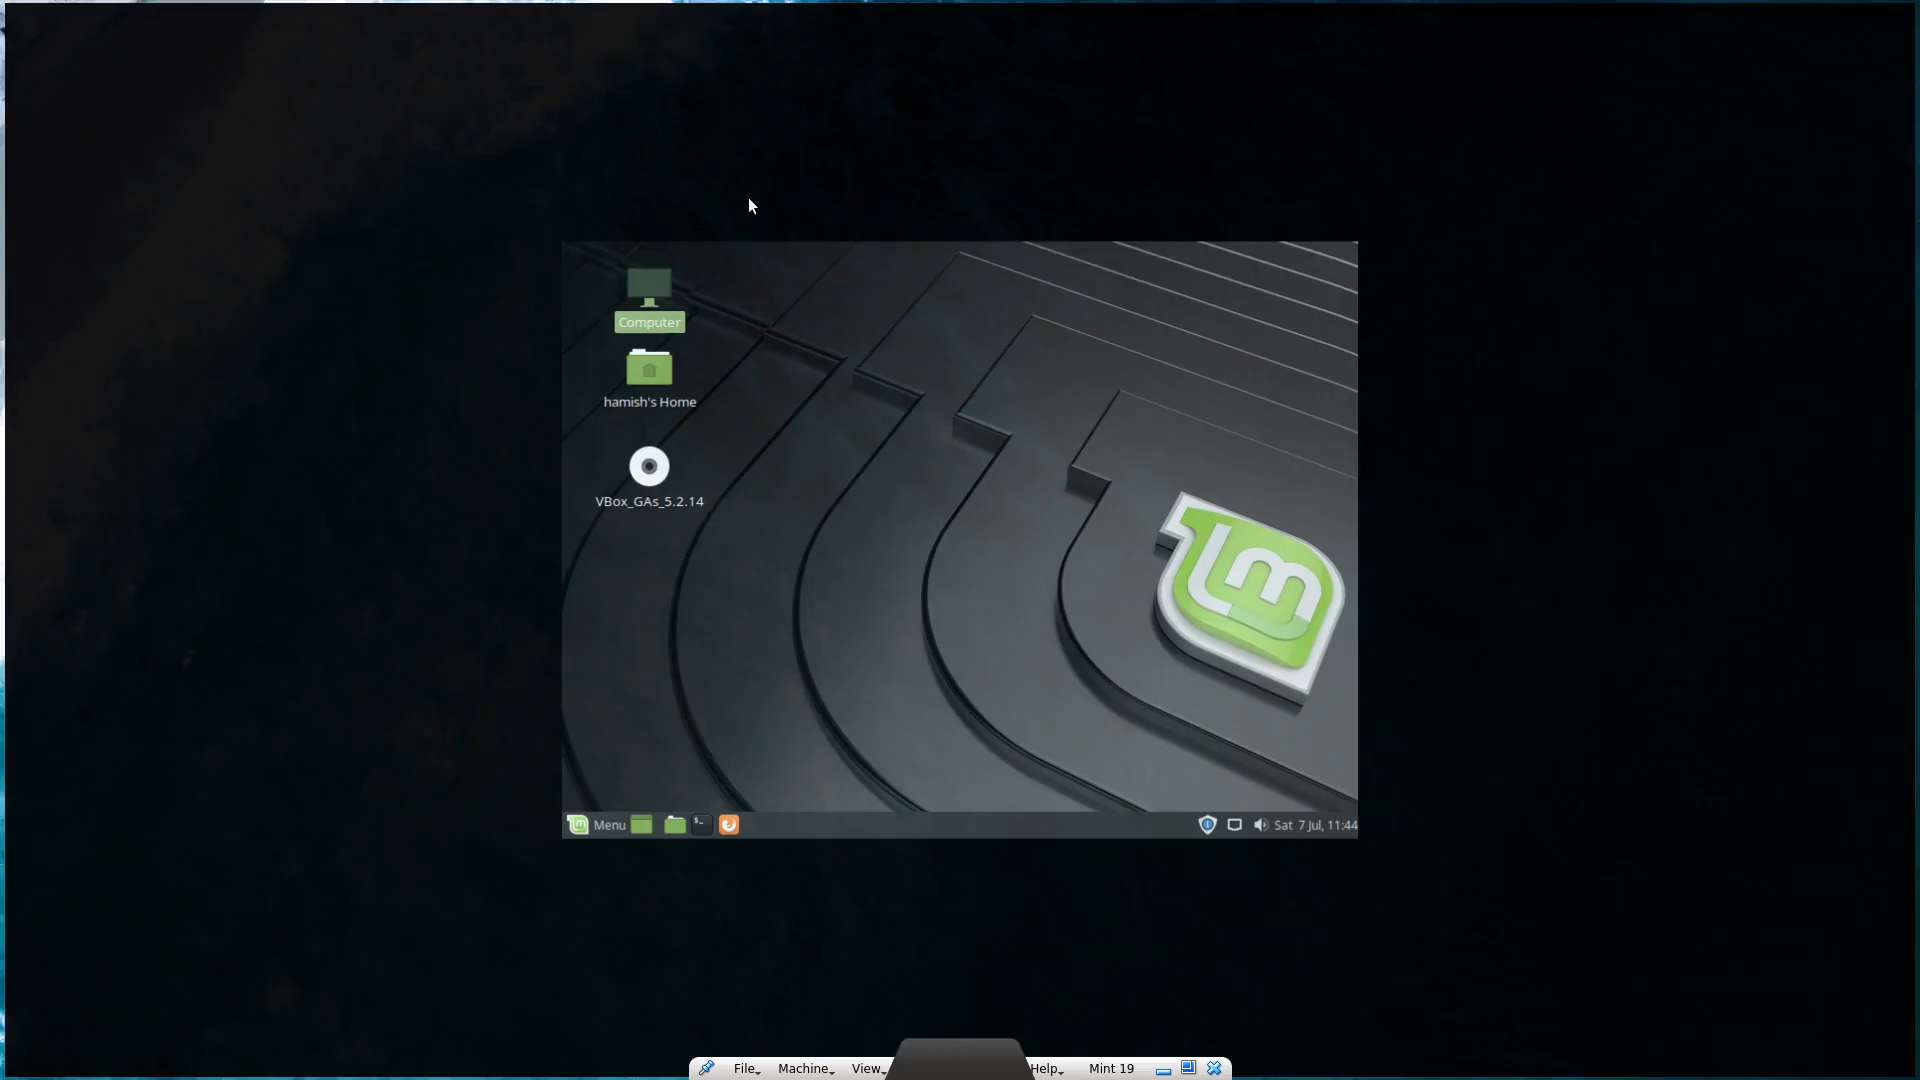 Computer
hamish's Home
VBox_GAs_5.2.14
Menu
Sat 7 Jul, 11:44
File
Machine
View
Help
Mint 19